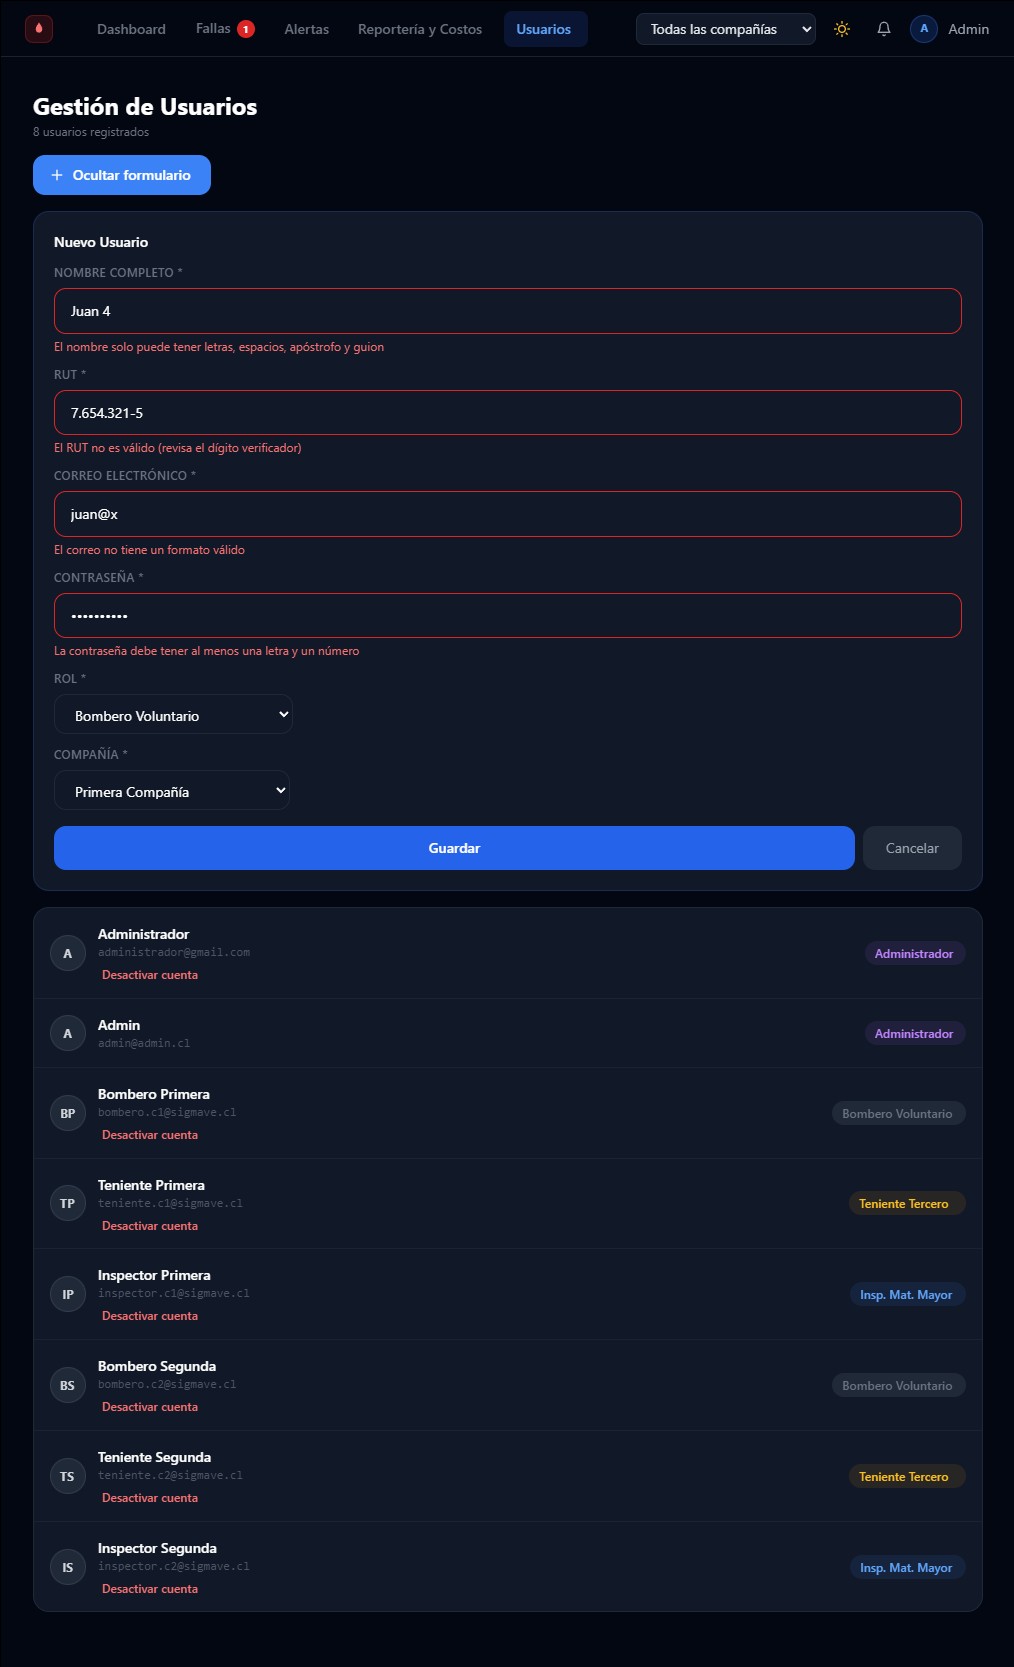 Dashboard Fallas 1 Alertas Reportería y Costos Usuarios Todas las compañías A Admin
Gestión de Usuarios
8 usuarios registrados
+ Ocultar formulario
Nuevo Usuario
NOMBRE COMPLETO *
Juan 4
El nombre solo puede tener letras, espacios, apóstrofo y guion
RUT *
7.654.321-5
El RUT no es válido (revisa el dígito verificador)
CORREO ELECTRÓNICO *
juan@x
El correo no tiene un formato válido
CONTRASEÑA *
••••••••••
La contraseña debe tener al menos una letra y un número
ROL *
Bombero Voluntario
COMPAÑÍA *
Primera Compañía
Guardar Cancelar
A Administrador
administrador@gmail.com
Desactivar cuenta
Administrador
A Admin
admin@admin.cl
Administrador
BP Bombero Primera
bombero.c1@sigmave.cl
Desactivar cuenta
Bombero Voluntario
TP Teniente Primera
teniente.c1@sigmave.cl
Desactivar cuenta
Teniente Tercero
IP Inspector Primera
inspector.c1@sigmave.cl
Desactivar cuenta
Insp. Mat. Mayor
BS Bombero Segunda
bombero.c2@sigmave.cl
Desactivar cuenta
Bombero Voluntario
TS Teniente Segunda
teniente.c2@sigmave.cl
Desactivar cuenta
Teniente Tercero
IS Inspector Segunda
inspector.c2@sigmave.cl
Desactivar cuenta
Insp. Mat. Mayor